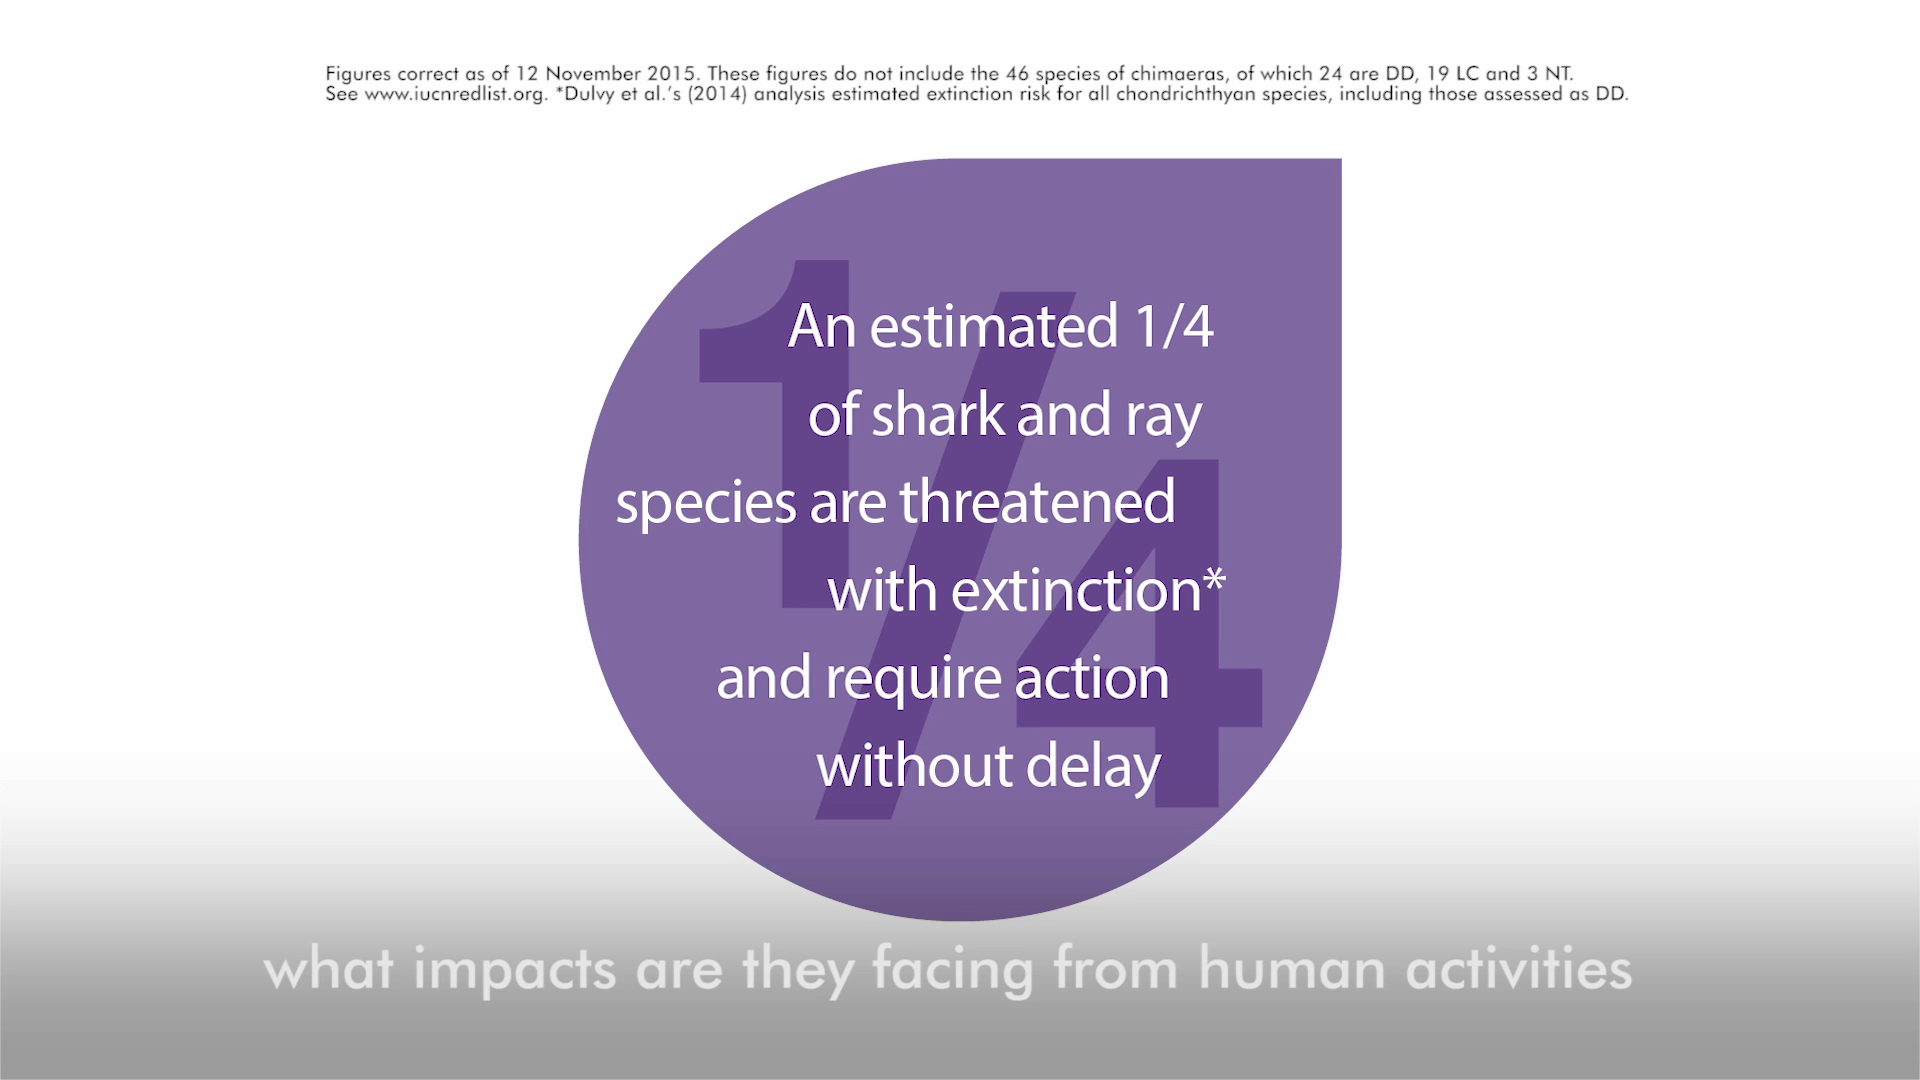 Figures correct as of 12 November 2015. These figures do not include the 46 species of chimaeras, of which 24 are DD, 19 LC and 3 NT.
See www.iucnredlist.org. *Dulvy et al.'s (2014) analysis estimated extinction risk for all chondrichthyan species, including those assessed as DD.
1/4
An estimated 1/4
of shark and ray
species are threatened
with extinction*
and require action
without delay
what impacts are they facing from human activities